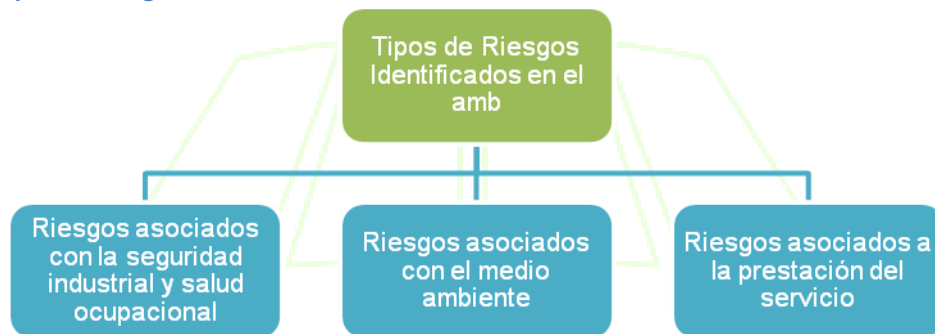 Tipos de Riesgos
Identificados en el
amb
Riesgos asociados
con la seguridad
industrial y salud
ocupacional
Riesgos asociados
con el medio
ambiente
Riesgos asociados a
la prestación del
servicio